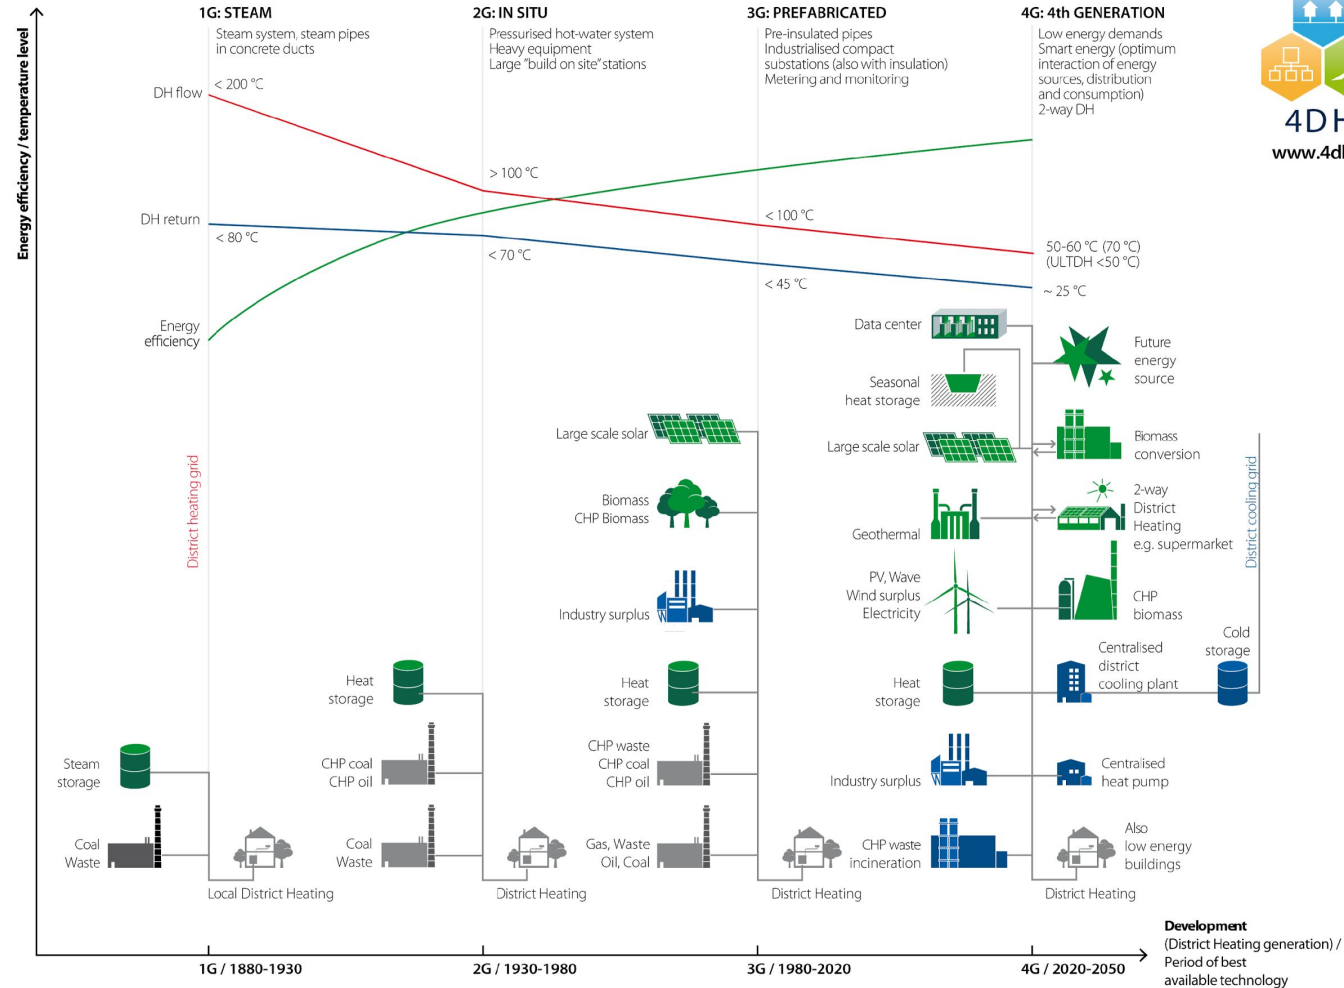 1G: STEAM
Steam system, steam pipes
in concrete ducts
2G: IN SITU
Pressurised hot-water system
Heavy equipment
Large "build on site" stations
3G: PREFABRICATED
Pre-insulated pipes
Industrialised compact
substations (also with insulation)
Metering and monitoring
4G: 4th GENERATION
Low energy demands
Smart energy (optimum
interaction of energy
sources, distribution
and consumption)
2-way DH
4DH
www.4dh
Energy efficiency / temperature level
DH flow
< 200 °C
> 100 °C
< 100 °C
50-60 °C (70 °C)
(ULTDH <50 °C)
DH return
< 80 °C
< 70 °C
< 45 °C
~ 25 °C
Energy
efficiency
District heating grid
Steam
storage
Coal
Waste
Local District Heating
Heat
storage
CHP coal
CHP oil
Coal
Waste
District Heating
Large scale solar
Biomass
CHP Biomass
Industry surplus
Heat
storage
CHP waste
CHP coal
CHP oil
Gas, Waste
Oil, Coal
District Heating
Data center
Seasonal
heat storage
Large scale solar
Geothermal
PV, Wave
Wind surplus
Electricity
Heat
storage
Industry surplus
CHP waste
incineration
Future
energy
source
Biomass
conversion
2-way
District
Heating
e.g. supermarket
CHP
biomass
Centralised
district
cooling plant
Cold
storage
District cooling grid
Centralised
heat pump
Also
low energy
buildings
District Heating
Development
(District Heating generation) /
Period of best
available technology
1G / 1880-1930
2G / 1930-1980
3G / 1980-2020
4G / 2020-2050